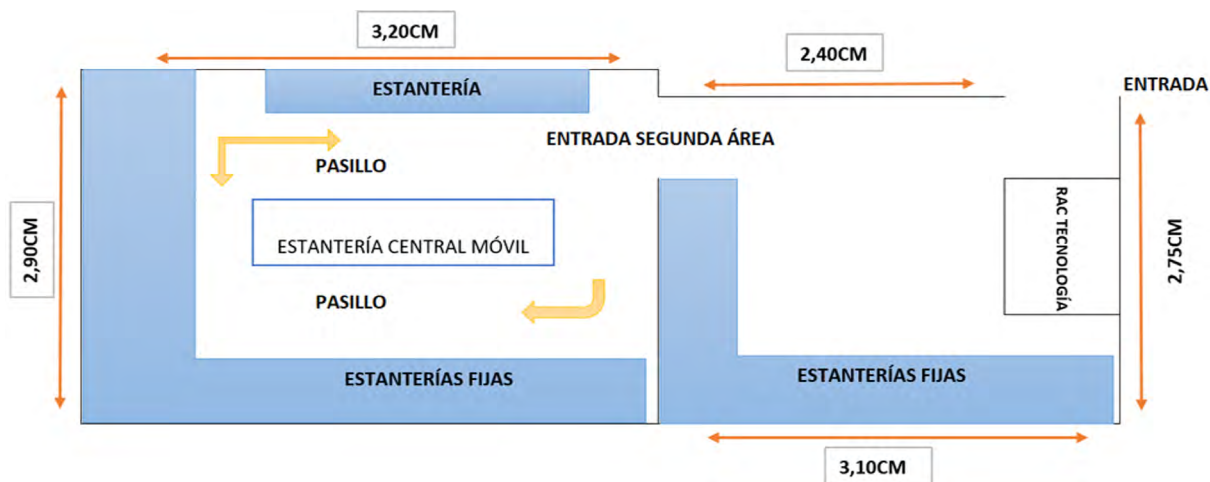 3,20CM
2,40CM
ESTANTERÍA
ENTRADA
ENTRADA SEGUNDA ÁREA
PASILLO
2,90CM
ESTANTERÍA CENTRAL MÓVIL
RAC TECNOLOGÍA
2,75CM
PASILLO
ESTANTERÍAS FIJAS
ESTANTERÍAS FIJAS
3,10CM